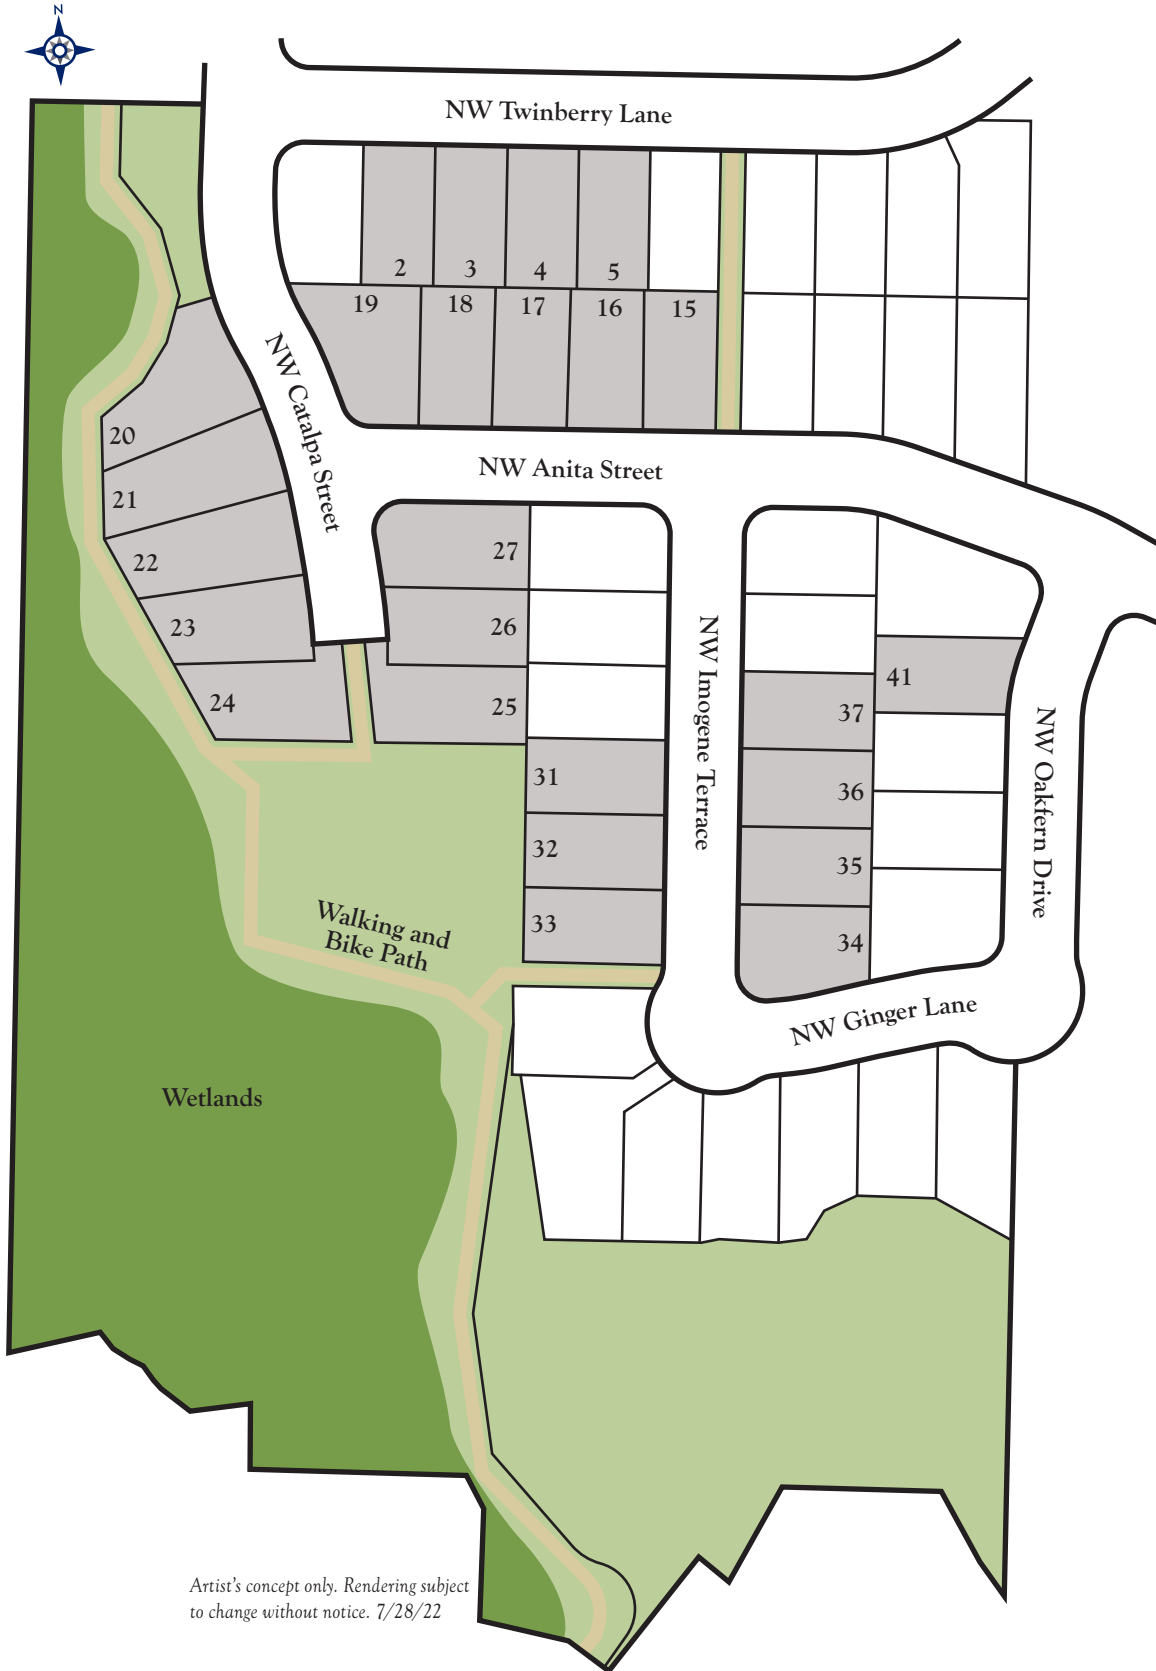 N
NW Twinberry Lane
2
3
4
5
19
18
17
16
15
NW Catalpa Street
20
21
22
23
24
NW Anita Street
27
26
25
31
32
33
NW Imogene Terrace
37
36
35
34
41
NW Oakfern Drive
Walking and
Bike Path
NW Ginger Lane
Wetlands
Artist's concept only. Rendering subject
to change without notice. 7/28/22